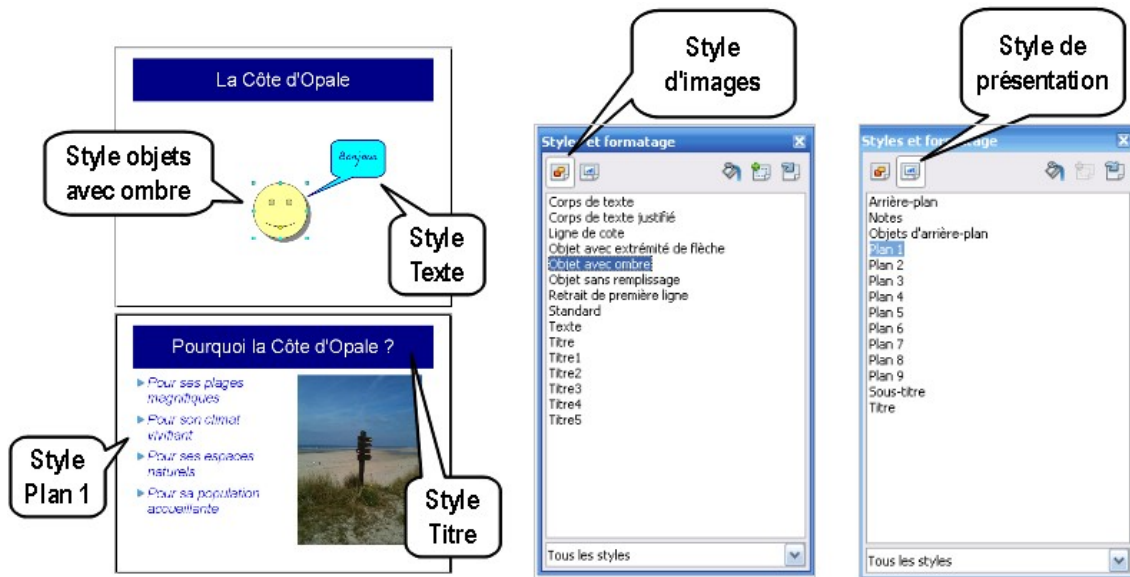 La Côte d'Opale
Bonjour
Style objets
avec ombre
Style
Texte
Pourquoi la Côte d'Opale ?
Pour ses plages
magnifiques
Pour son climat
vivifiant
Pour ses espaces
naturels
Pour sa population
accueillante
Style
Plan 1
Style
Titre
Style
d'images
Styles et formatage
Corps de texte
Corps de texte justifié
Ligne de cote
Objet avec extrémité de flèche
Objet avec ombre
Objet sans remplissage
Retrait de première ligne
Standard
Texte
Titre
Titre1
Titre2
Titre3
Titre4
Titre5
Tous les styles
Style de
présentation
Styles et formatage
Arrière-plan
Notes
Objets d'arrière-plan
Plan 1
Plan 2
Plan 3
Plan 4
Plan 5
Plan 6
Plan 7
Plan 8
Plan 9
Sous-titre
Titre
Tous les styles